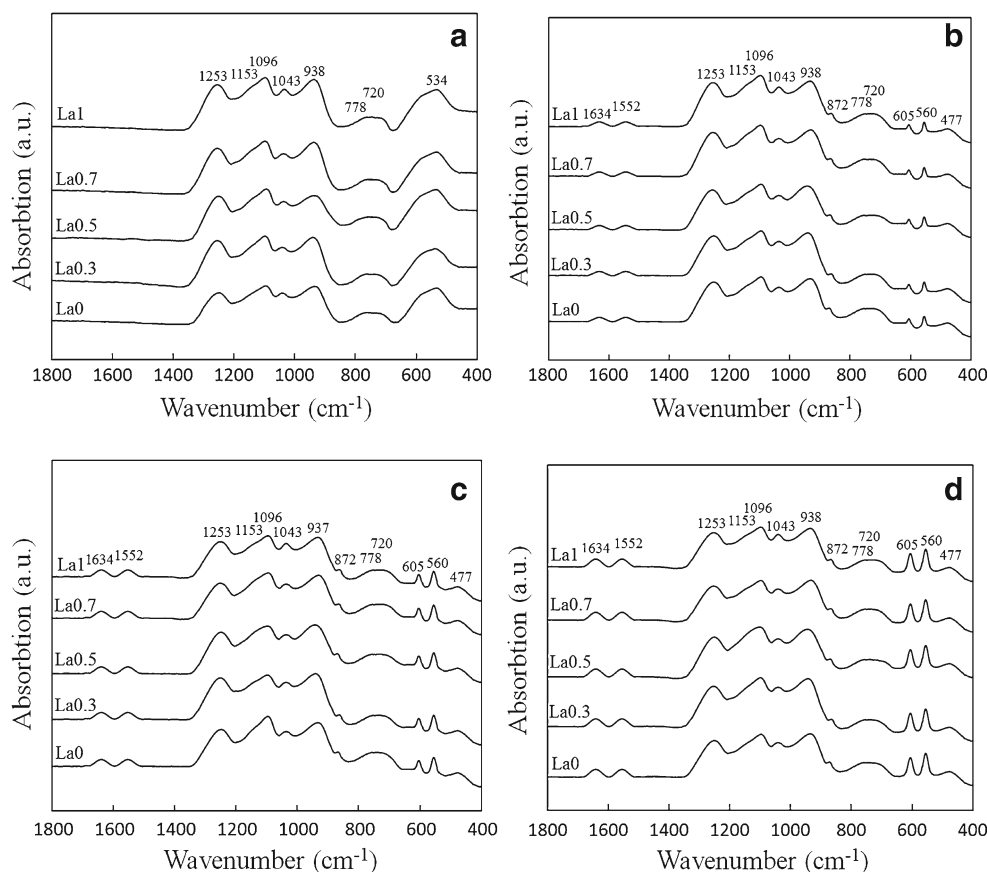 a
1096
1253 1153 1043 938
534
720
778
La1
La0.7
La0.5
La0.3
La0
Absorbtion (a.u.)
1800 1600 1400 1200 1000 800 600 400
Wavenumber (cm-1)
b
1096
1253 1153 1043 938
720
872 778
605 560
477
La1 1634 1552
La0.7
La0.5
La0.3
La0
Absorbtion (a.u.)
1800 1600 1400 1200 1000 800 600 400
Wavenumber (cm-1)
c
1096
1253 1153 1043 937
720
872 778
605 560
477
La1 1634 1552
La0.7
La0.5
La0.3
La0
Absorbtion (a.u.)
1800 1600 1400 1200 1000 800 600 400
Wavenumber (cm-1)
d
1096
1253 1153 1043 938
720
872 778
605 560
477
1634 1552
La1
La0.7
La0.5
La0.3
La0
Absorbtion (a.u.)
1800 1600 1400 1200 1000 800 600 400
Wavenumber (cm-1)